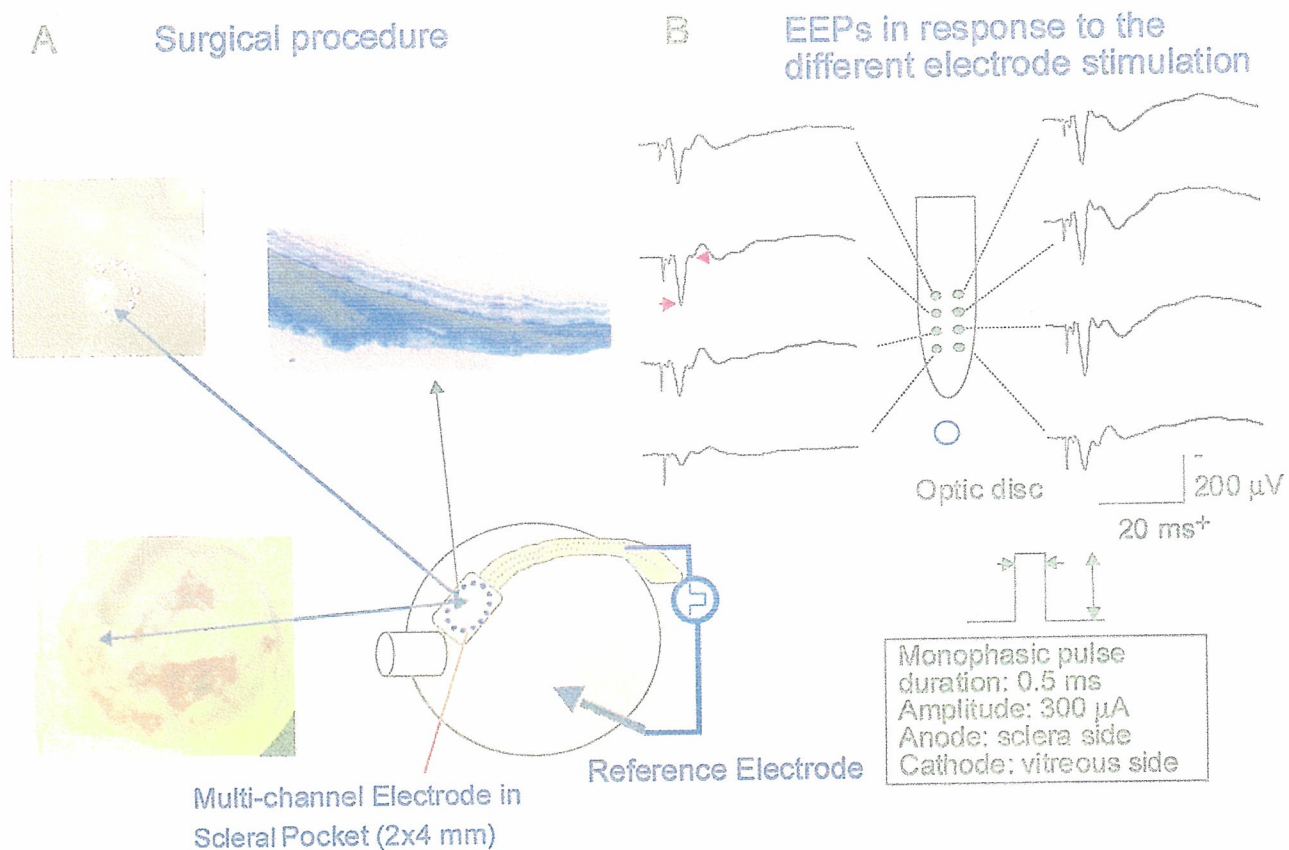 A
Surgical procedure
B
EEPs in response to the
different electrode stimulation
Optic disc
200 µV
20 ms+
Monophasic pulse
duration: 0.5 ms
Amplitude: 300 µA
Anode: sclera side
Cathode: vitreous side
Reference Electrode
Multi-channel Electrode in
Scleral Pocket (2x4 mm)